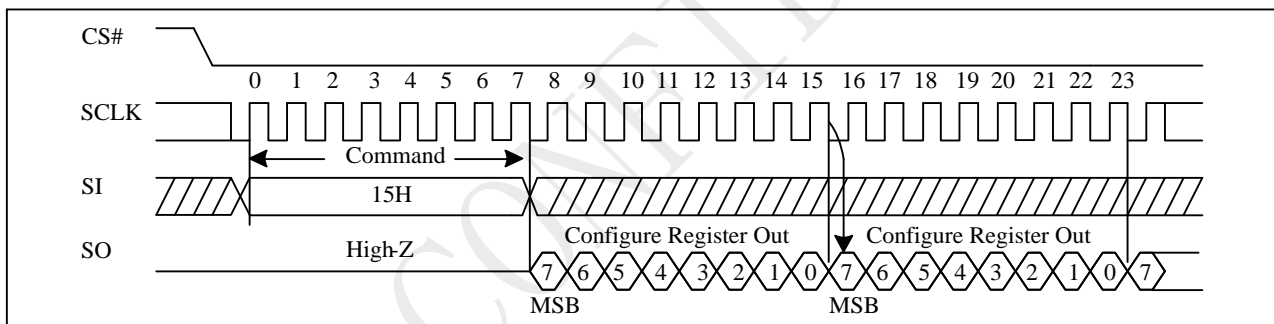 CS#
0 1 2 3 4 5 6 7 8 9 10 11 12 13 14 15 16 17 18 19 20 21 22 23
SCLK
Command
SI
15H
Configure Register Out Configure Register Out
SO
High-Z
7 6 5 4 3 2 1 0 7 6 5 4 3 2 1 0 7
MSB MSB